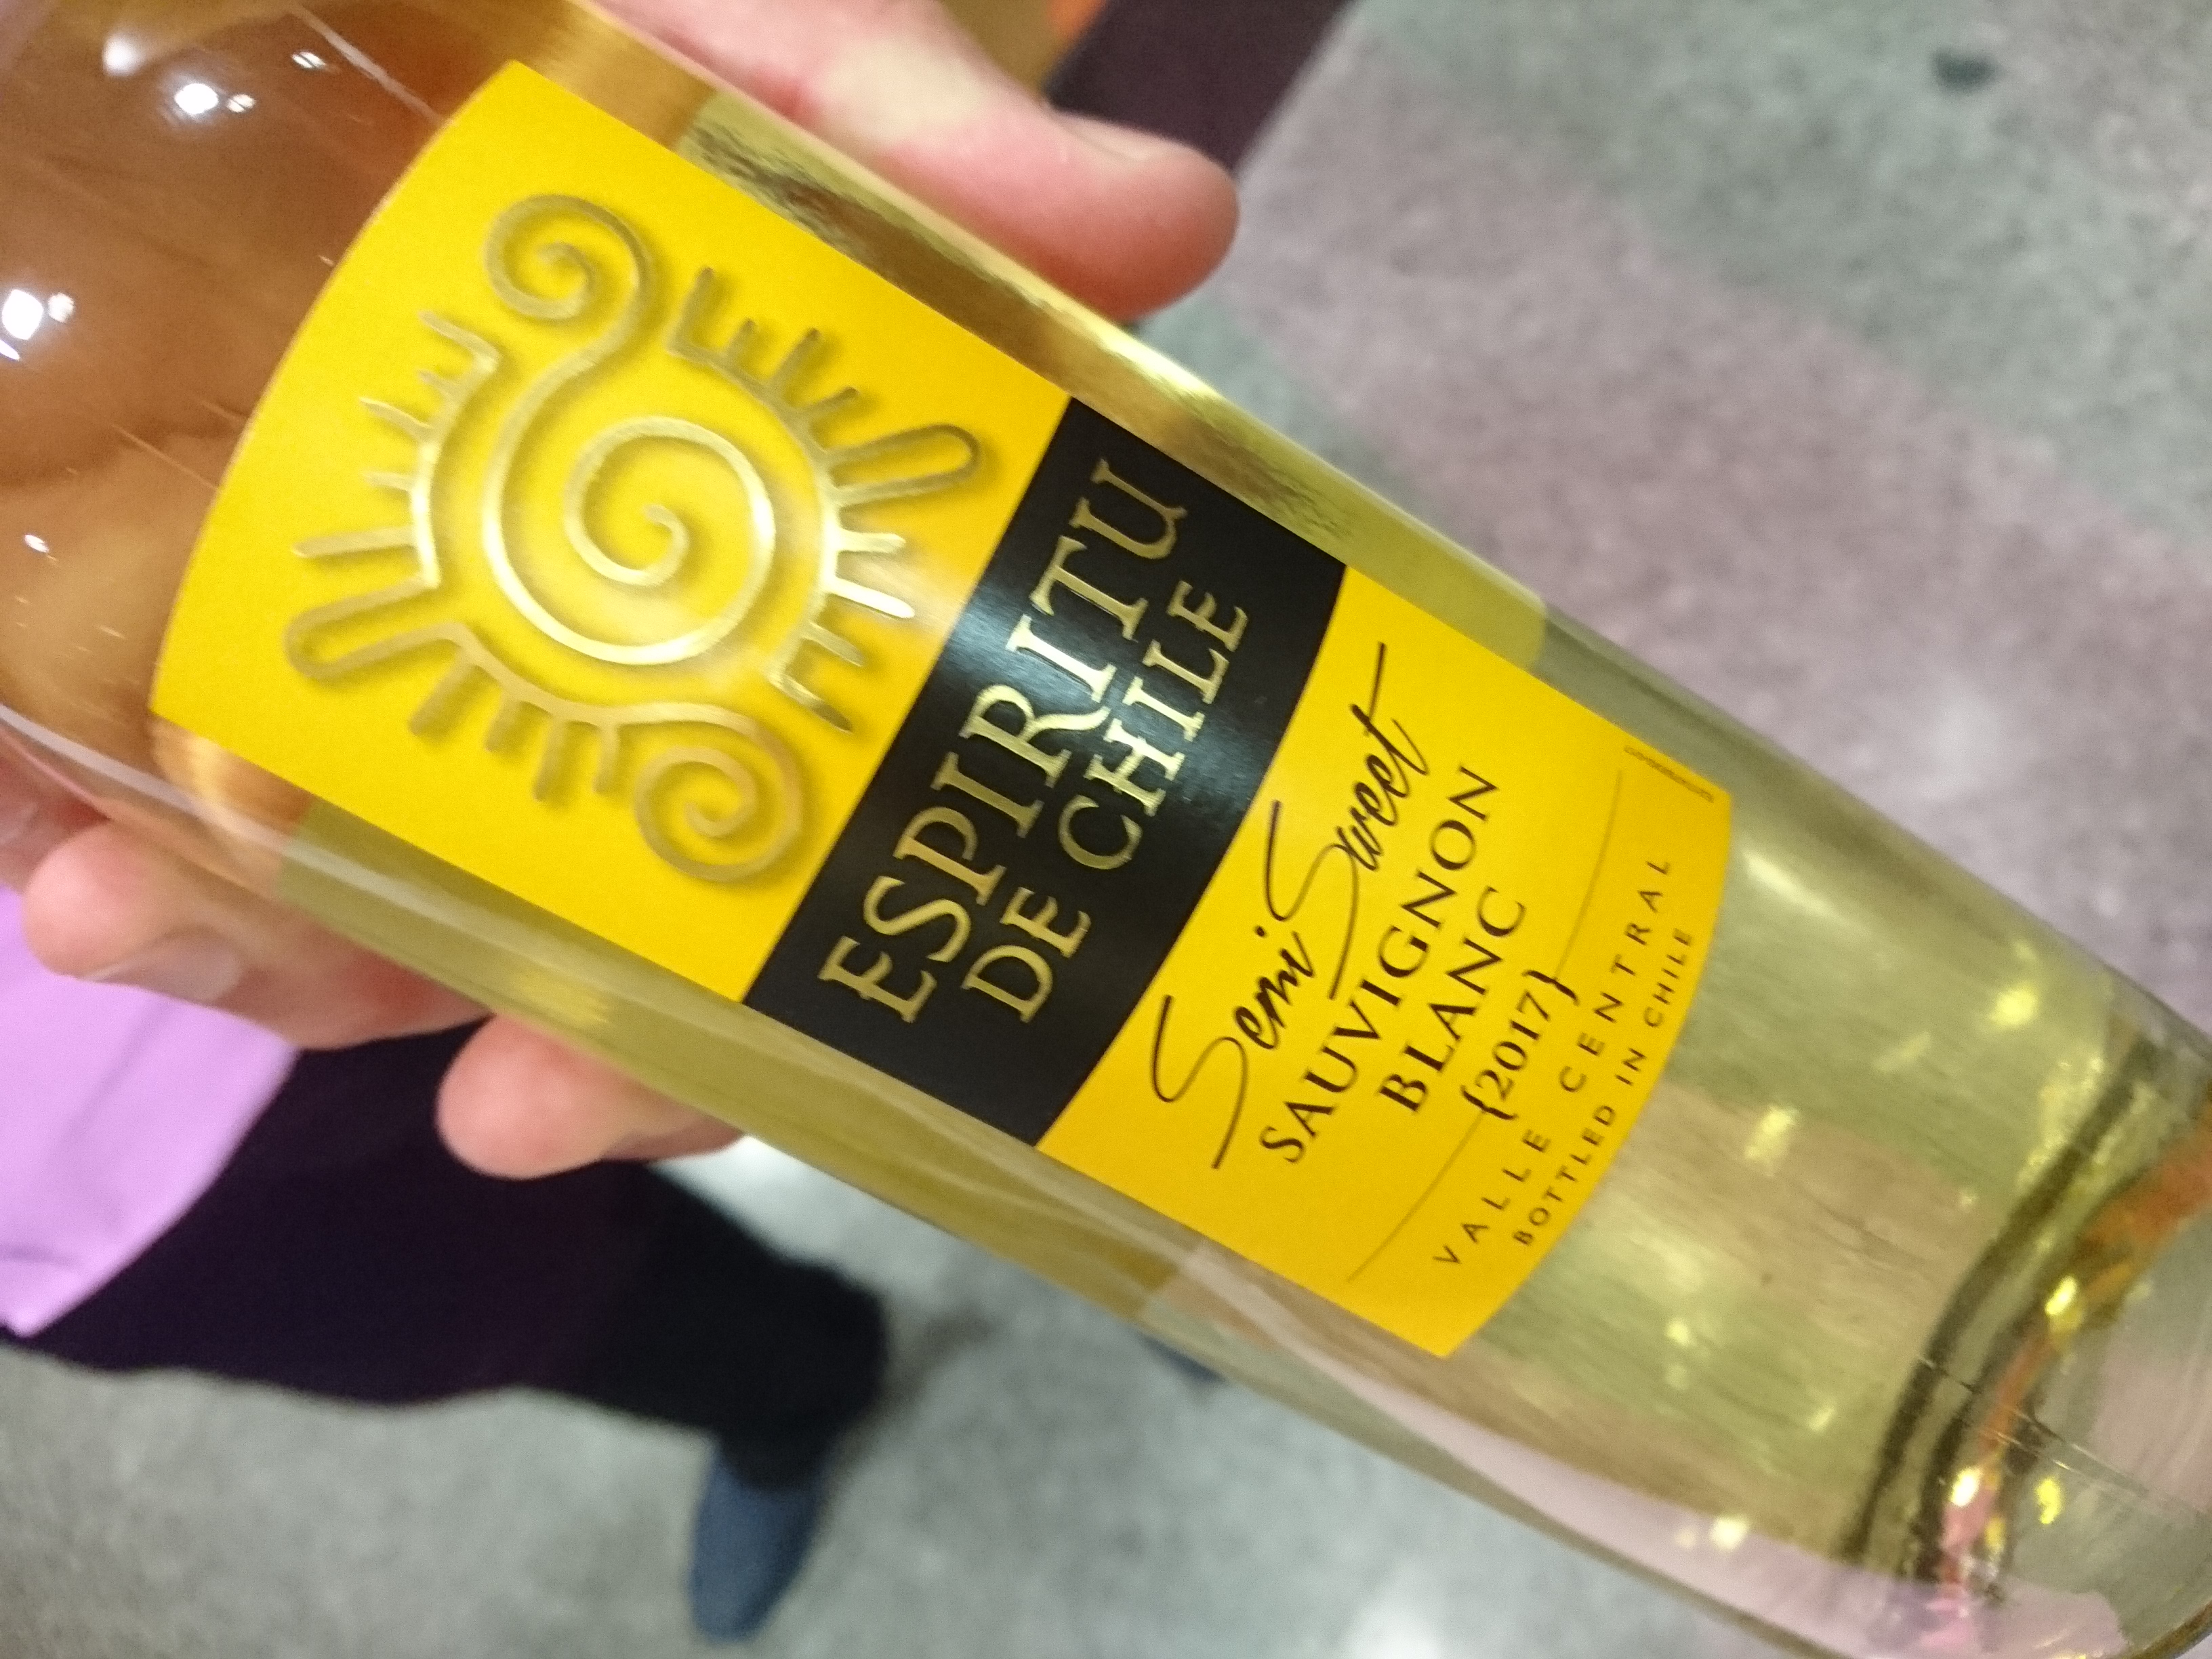 ESPIRITU
DE CHILE
Semi Sweet
SAUVIGNON
BLANC
{2017}
VALLE CENTRAL
BOTTLED IN CHILE